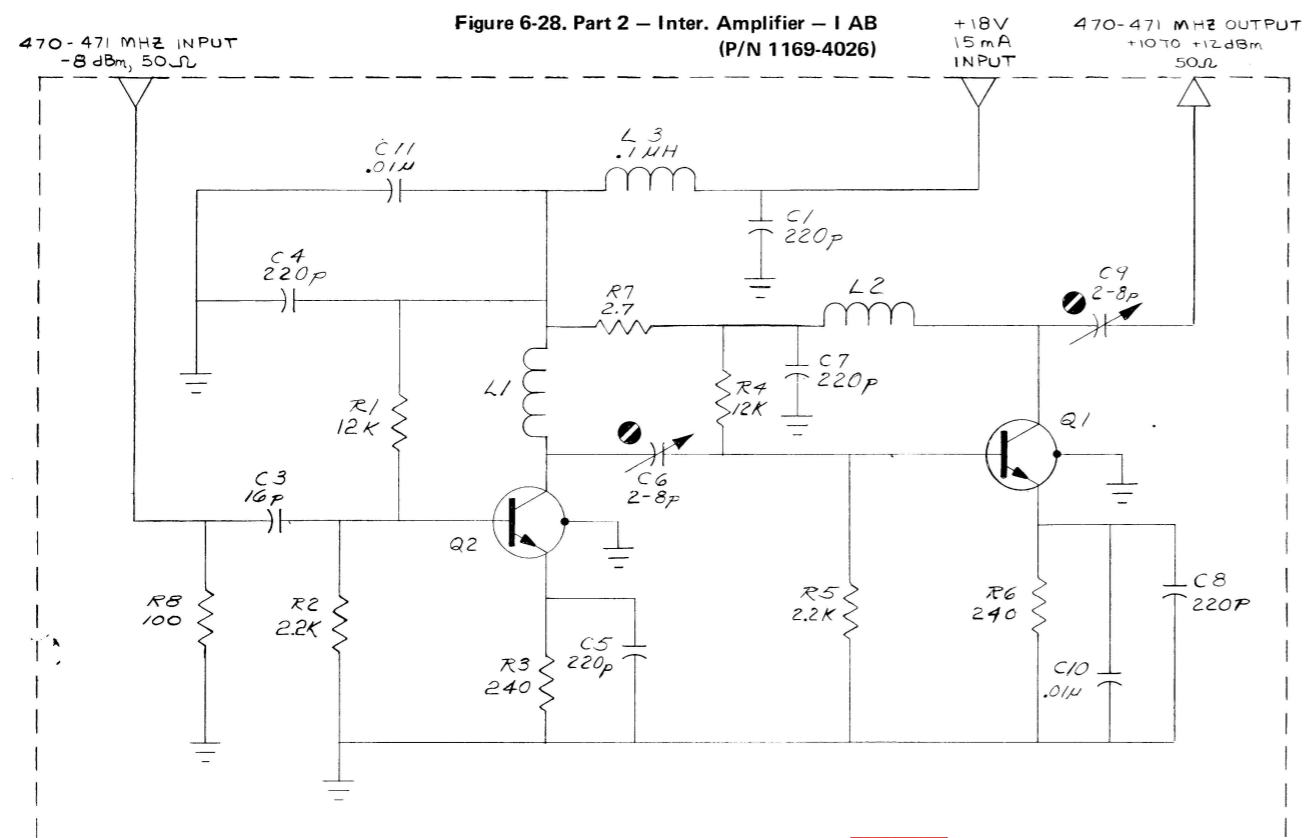 Figure 6-28. Part 2 — Inter. Amplifier — I AB
(P/N 1169-4026)
470-471 MHZ INPUT
-8 dBm, 50Ω
+18V
15 mA
INPUT
470-471 MHZ OUTPUT
+10 TO +12 dBm
50Ω
C11
.01µ
L3
.1µH
C1
220p
C4
220p
R7
2.7
L2
C9
2-8p
R1
12K
L1
R4
12K
C7
220p
Q1
C6
2-8p
C3
16p
Q2
R8
100
R2
2.2K
R3
240
C5
220p
R5
2.2K
R6
240
C10
.01µ
C8
220P